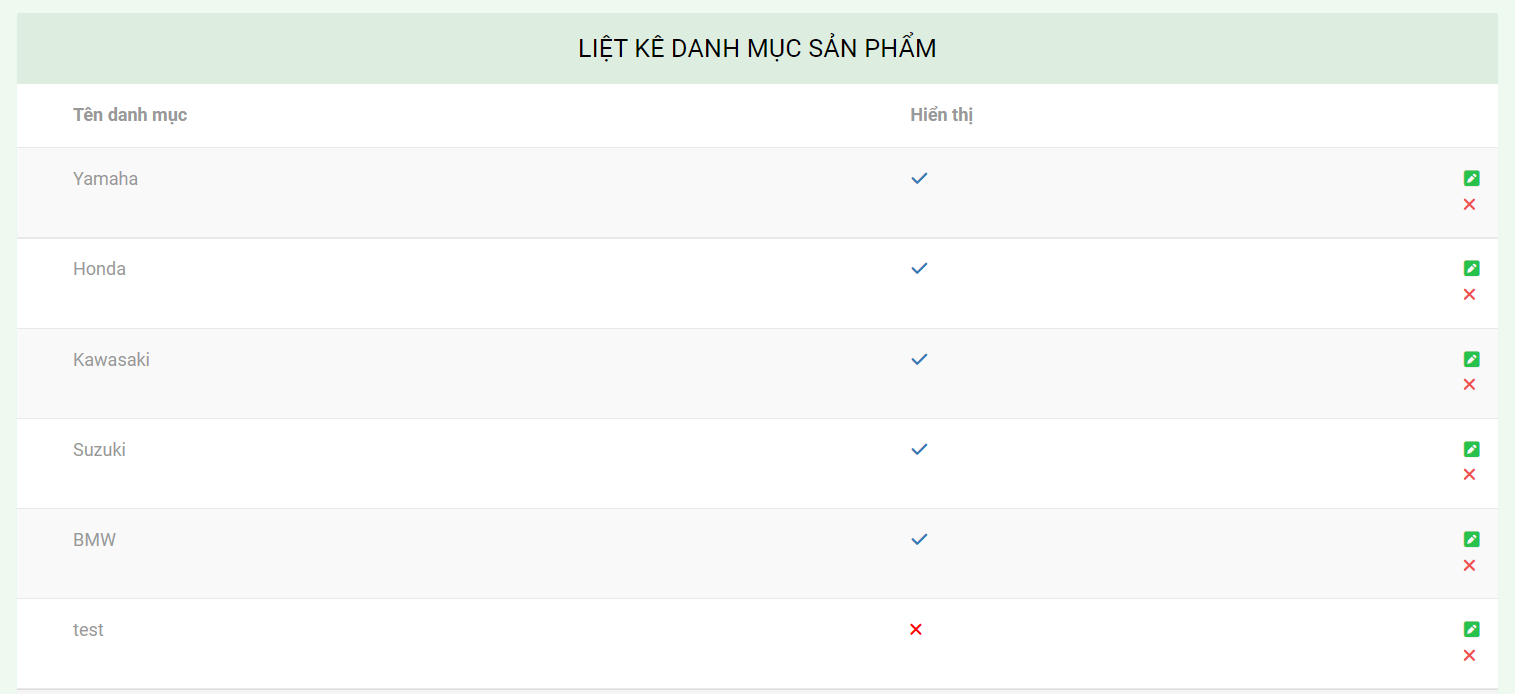 LIỆT KÊ DANH MỤC SẢN PHẨM
Tên danh mục Hiển thị
Yamaha
Honda
Kawasaki
Suzuki
BMW
test